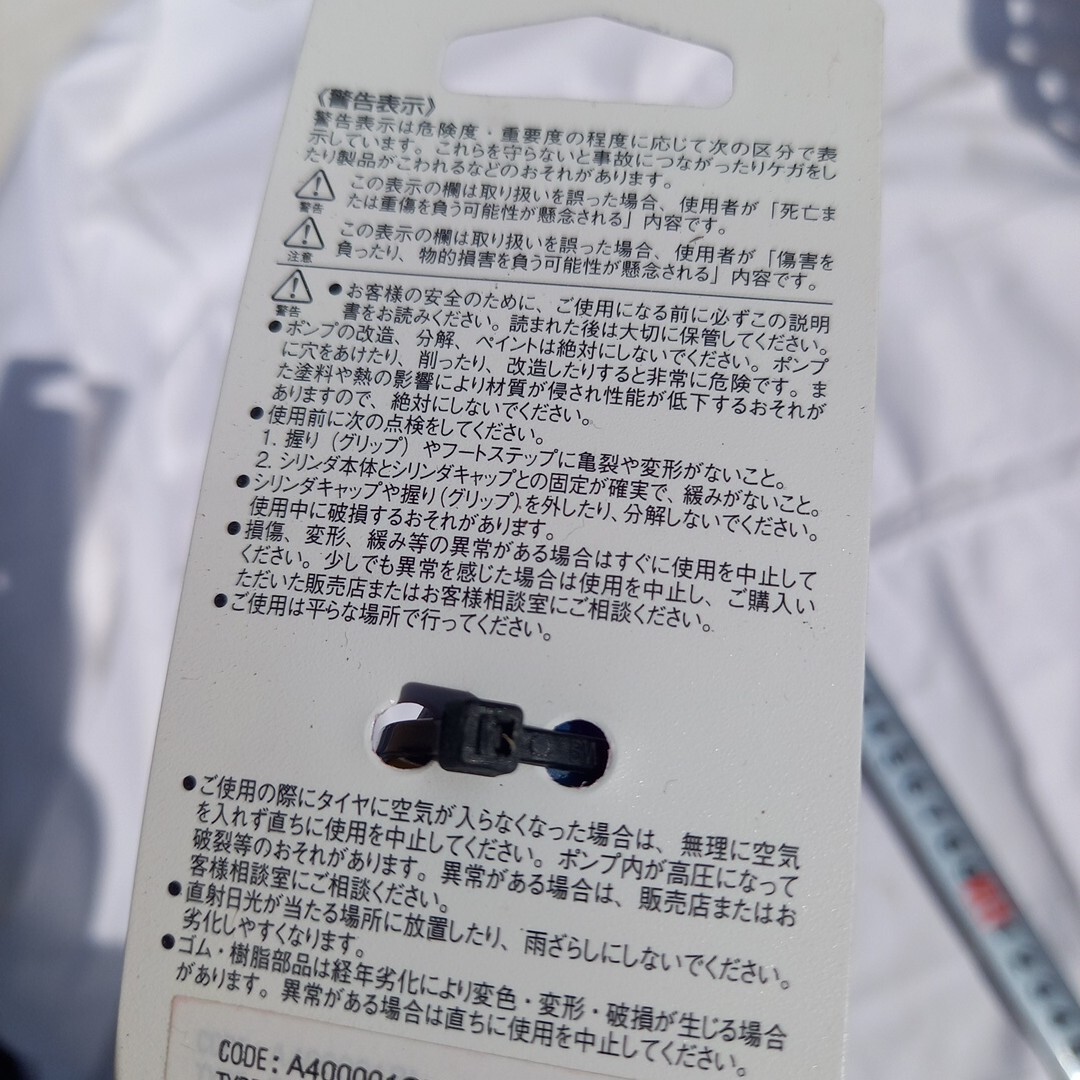 《警告表示》
警告表示は危険度・重要度の程度に応じて次の区分で表
示しています。これらを守らないと事故につながったりケガをし
たり製品がこわれるなどのおそれがあります。
警告
この表示の欄は取り扱いを誤った場合、使用者が「死亡ま
たは重傷を負う可能性が懸念される」内容です。
注意
この表示の欄は取り扱いを誤った場合、使用者が「傷害を
負ったり、物的損害を負う可能性が懸念される」内容です。
警告
●お客様の安全のために、ご使用になる前に必ずこの説明
書をお読みください。読まれた後は大切に保管してください。
●ポンプの改造、分解、ペイントは絶対にしないでください。ポンプ
に穴をあけたり、削ったり、改造したりすると非常に危険です。ま
た塗料や熱の影響により材質が侵され性能が低下するおそれが
ありますので、絶対にしないでください。
●使用前に次の点検をしてください。
1. 握り（グリップ）やフートステップに亀裂や変形がないこと。
2. シリンダ本体とシリンダキャップとの固定が確実で、緩みがないこと。
●シリンダキャップや握り(グリップ)を外したり、分解しないでください。
使用中に破損するおそれがあります。
●損傷、変形、緩み等の異常がある場合はすぐに使用を中止して
ください。少しでも異常を感じた場合は使用を中止し、ご購入い
ただいた販売店またはお客様相談室にご相談ください。
●ご使用は平らな場所で行ってください。
●ご使用の際にタイヤに空気が入らなくなった場合は、無理に空気
を入れず直ちに使用を中止してください。ポンプ内が高圧になって
破裂等のおそれがあります。異常がある場合は、販売店またはお
客様相談室にご相談ください。
●直射日光が当たる場所に放置したり、雨ざらしにしないでください。
劣化しやすくなります。
●ゴム・樹脂部品は経年劣化により変色・変形・破損が生じる場合
があります。異常がある場合は直ちに使用を中止してください。
CODE: A400001